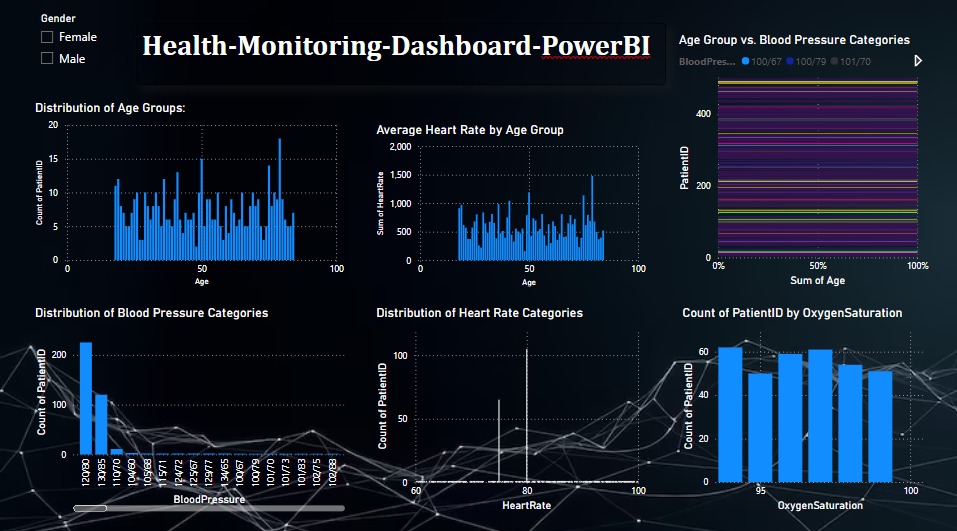 Gender
Female
Male
Health-Monitoring-Dashboard-PowerBI
Age Group vs. Blood Pressure Categories
BloodPres... 100/67 100/79 101/70
400
200
0
PatientID
0% 50% 100%
Sum of Age
Distribution of Age Groups:
20
15
10
5
0
Count of PatientID
0 50 100
Age
Average Heart Rate by Age Group
2,000
1,500
1,000
500
0
Sum of HeartRate
0 50 100
Age
Distribution of Blood Pressure Categories
200
100
0
Count of PatientID
120/80 130/85 110/70 104/60 105/68 115/71 124/72 125/67 129/77 134/65 100/67 100/79 101/70 101/73 101/83 102/75 102/88
BloodPressure
Distribution of Heart Rate Categories
100
50
0
Count of PatientID
60 80 100
HeartRate
Count of PatientID by OxygenSaturation
60
40
20
0
Count of PatientID
95 100
OxygenSaturation